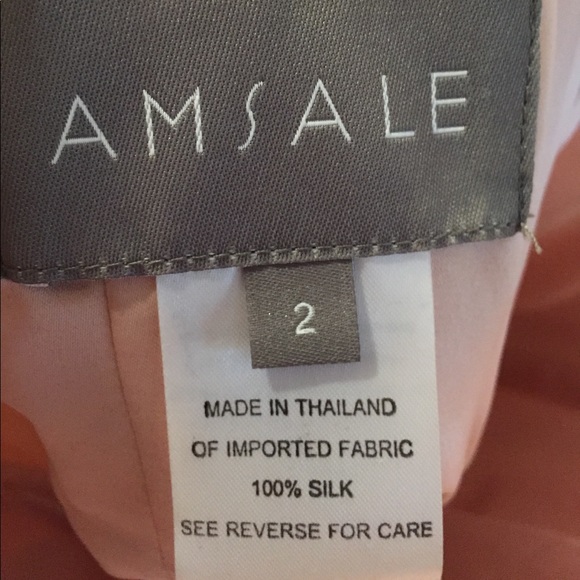 AMSALE
2
MADE IN THAILAND
OF IMPORTED FABRIC
100% SILK
SEE REVERSE FOR CARE